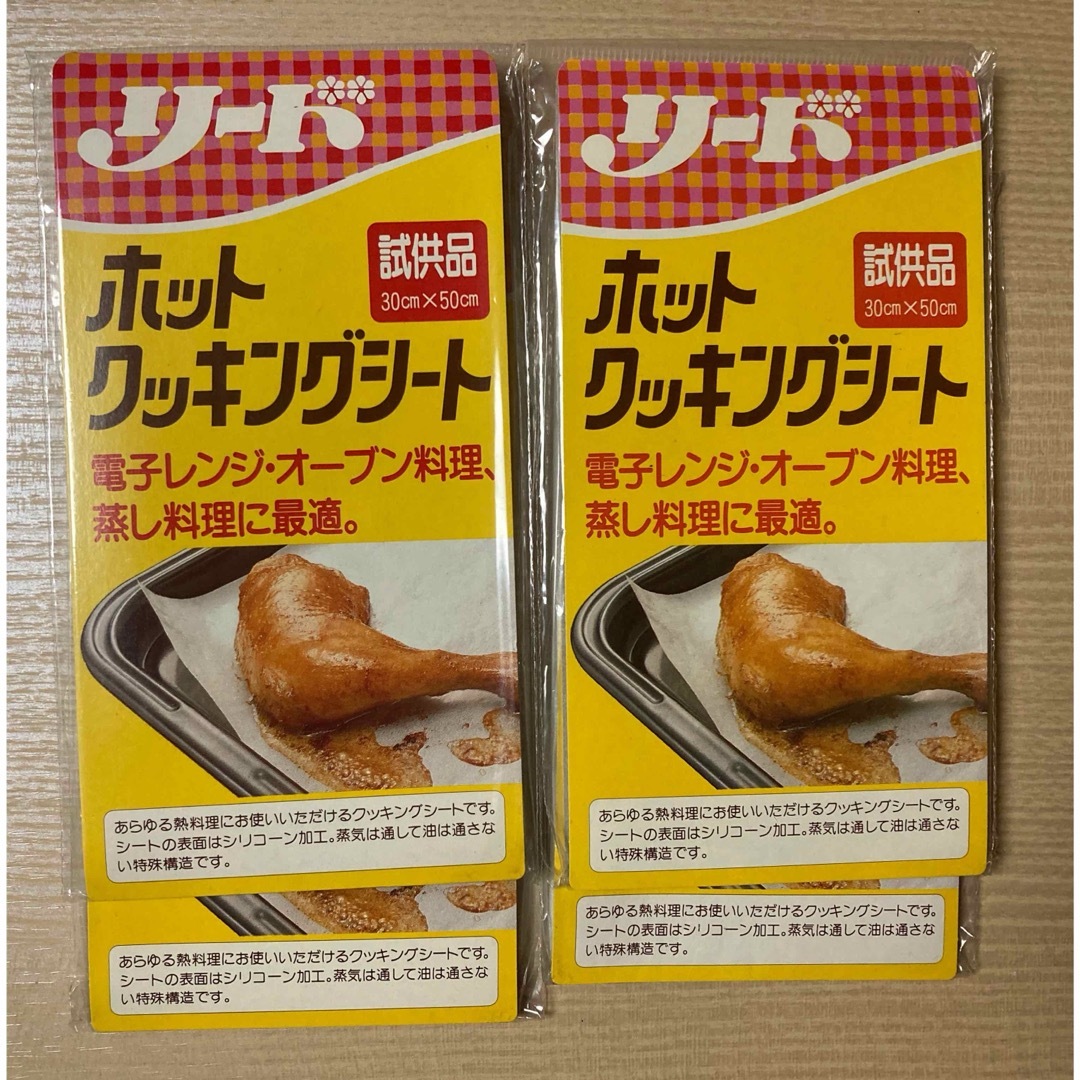 リード
試供品
30cm×50cm
ホット
クッキングシート
電子レンジ・オーブン料理、
蒸し料理に最適。
あらゆる熱料理にお使いいただけるクッキングシートです。
シートの表面はシリコーン加工。蒸気は通して油は通さな
い特殊構造です。
あらゆる熱料理にお使いいただけるクッキングシートです。
シートの表面はシリコーン加工。蒸気は通して油は通さな
い特殊構造です。
リード
試供品
30cm×50cm
ホット
クッキングシート
電子レンジ・オーブン料理、
蒸し料理に最適。
あらゆる熱料理にお使いいただけるクッキングシートです。
シートの表面はシリコーン加工。蒸気は通して油は通さな
い特殊構造です。
あらゆる熱料理にお使いいただけるクッキングシートです。
シートの表面はシリコーン加工。蒸気は通して油は通さな
い特殊構造です。